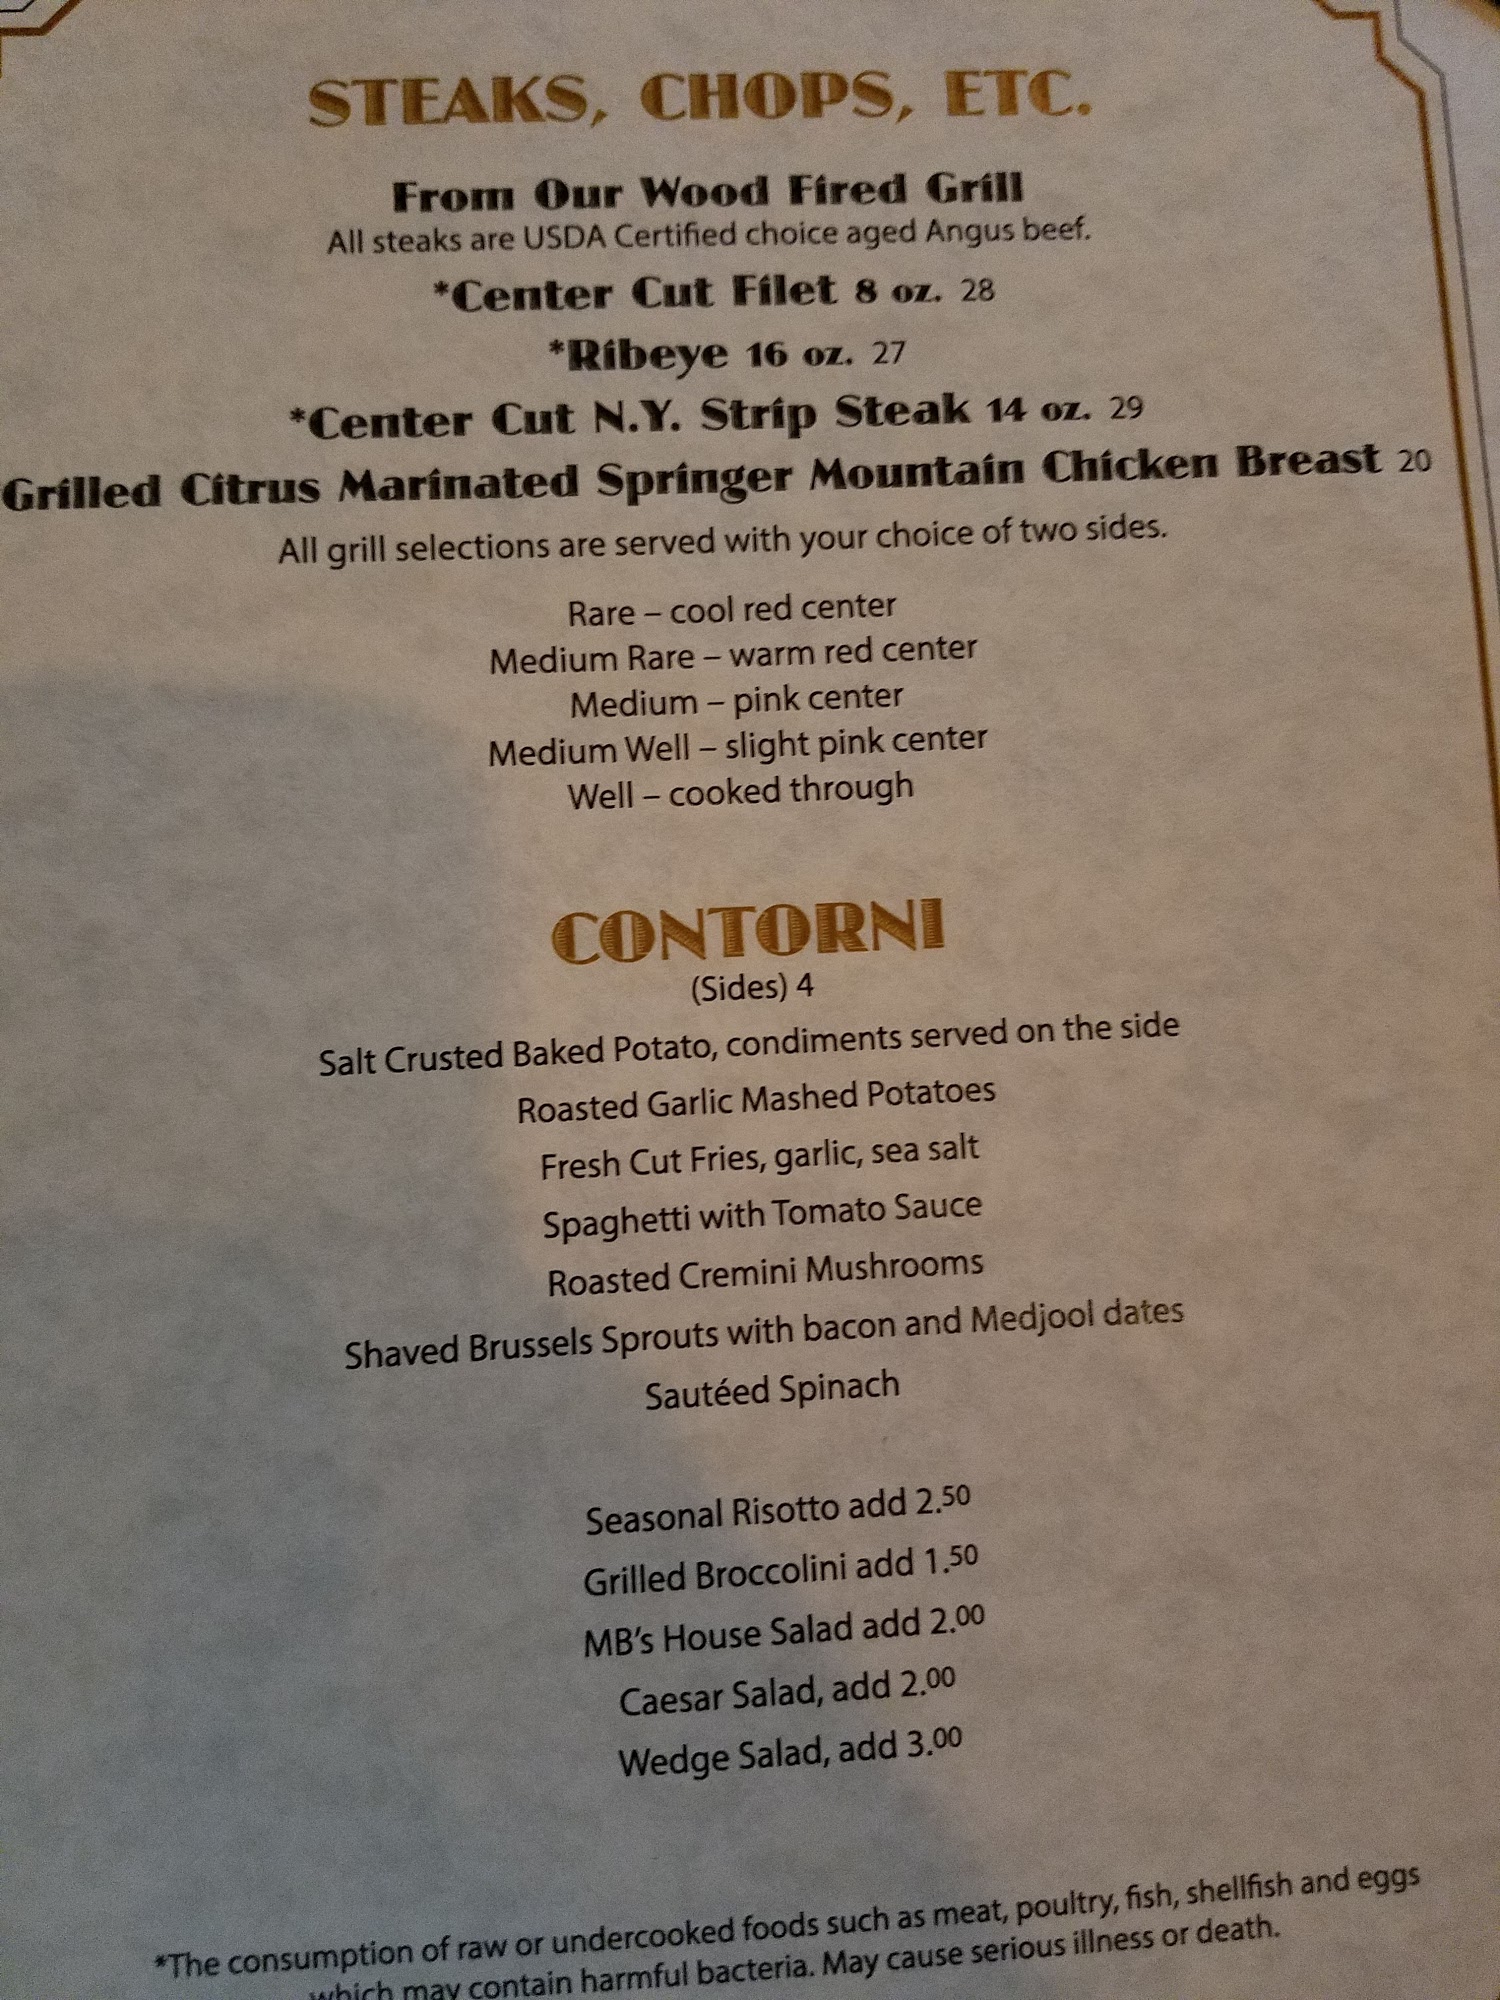 STEAKS, CHOPS, ETC.
From Our Wood Fired Grill
All steaks are USDA Certified choice aged Angus beef.
*Center Cut Filet 8 oz. 28
*Ribeye 16 oz. 27
*Center Cut N.Y. Strip Steak 14 oz. 29
Grilled Citrus Marinated Springer Mountain Chicken Breast 20
All grill selections are served with your choice of two sides.
Rare – cool red center
Medium Rare – warm red center
Medium – pink center
Medium Well – slight pink center
Well – cooked through
CONTORNI
(Sides) 4
Salt Crusted Baked Potato, condiments served on the side
Roasted Garlic Mashed Potatoes
Fresh Cut Fries, garlic, sea salt
Spaghetti with Tomato Sauce
Roasted Cremini Mushrooms
Shaved Brussels Sprouts with bacon and Medjool dates
Sautéed Spinach
Seasonal Risotto add 2.50
Grilled Broccolini add 1.50
MB's House Salad add 2.00
Caesar Salad, add 2.00
Wedge Salad, add 3.00
*The consumption of raw or undercooked foods such as meat, poultry, fish, shellfish and eggs
which may contain harmful bacteria. May cause serious illness or death.